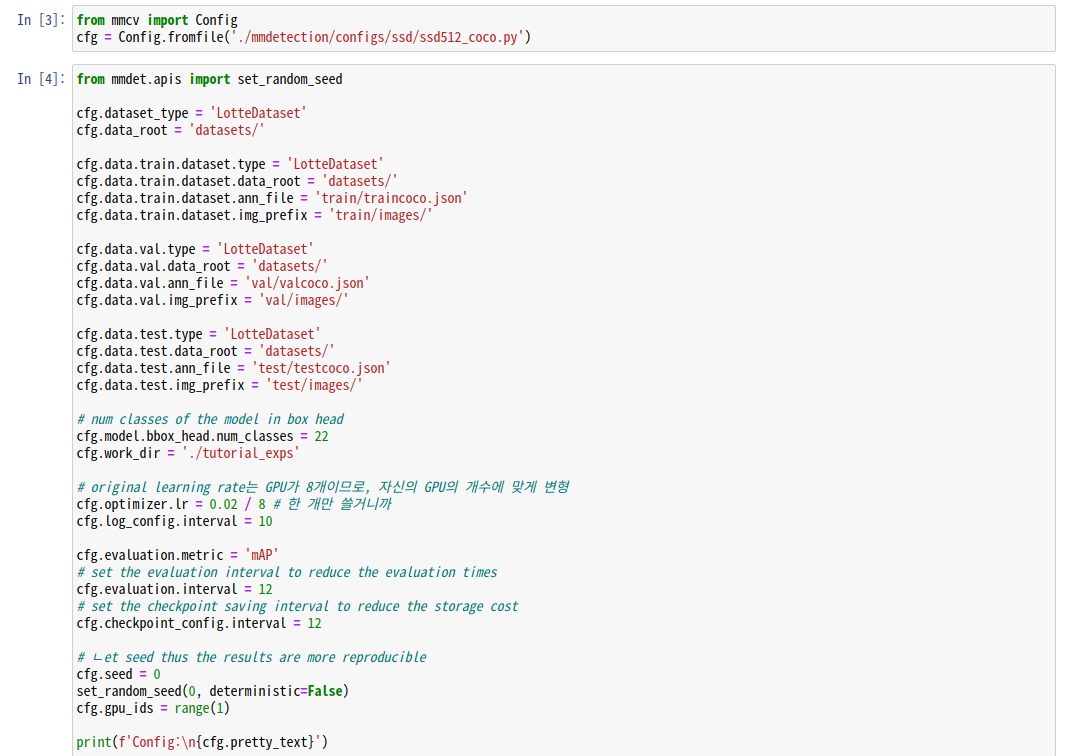 In [3]:
from mmcv import Config
cfg = Config.fromfile('./mmdetection/configs/ssd/ssd512_coco.py')
In [4]:
from mmdet.apis import set_random_seed
cfg.dataset_type = 'LotteDataset'
cfg.data_root = 'datasets/'
cfg.data.train.dataset.type = 'LotteDataset'
cfg.data.train.dataset.data_root = 'datasets/'
cfg.data.train.dataset.ann_file = 'train/traincoco.json'
cfg.data.train.dataset.img_prefix = 'train/images/'
cfg.data.val.type = 'LotteDataset'
cfg.data.val.data_root = 'datasets/'
cfg.data.val.ann_file = 'val/valcoco.json'
cfg.data.val.img_prefix = 'val/images/'
cfg.data.test.type = 'LotteDataset'
cfg.data.test.data_root = 'datasets/'
cfg.data.test.ann_file = 'test/testcoco.json'
cfg.data.test.img_prefix = 'test/images/'
# num classes of the model in box head
cfg.model.bbox_head.num_classes = 22
cfg.work_dir = './tutorial_exps'
# original learning rate는 GPU가 8개이므로, 자신의 GPU의 개수에 맞게 변형
cfg.optimizer.lr = 0.02 / 8 # 한 개만 쓸거니까
cfg.log_config.interval = 10
cfg.evaluation.metric = 'mAP'
# set the evaluation interval to reduce the evaluation times
cfg.evaluation.interval = 12
# set the checkpoint saving interval to reduce the storage cost
cfg.checkpoint_config.interval = 12
# ㄴet seed thus the results are more reproducible
cfg.seed = 0
set_random_seed(0, deterministic=False)
cfg.gpu_ids = range(1)
print(f'Config:\n{cfg.pretty_text}')